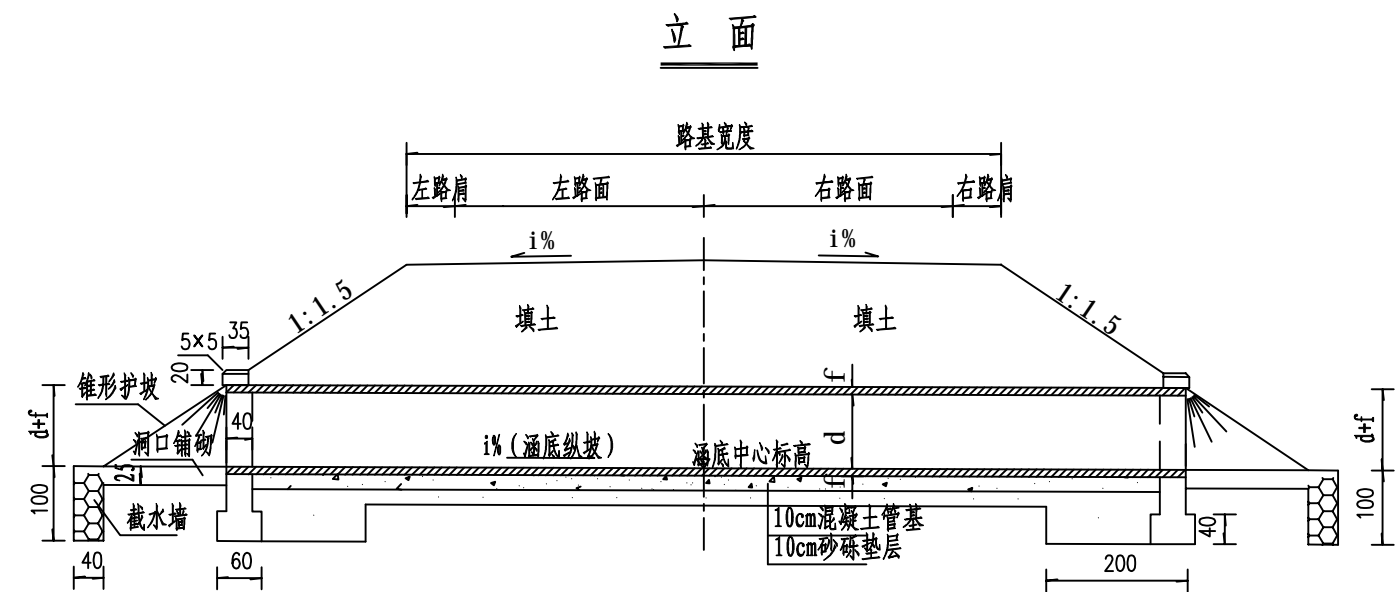 立 面
路基宽度
左路肩 左路面 右路面 右路肩
i% i%
1:1.5 1:1.5
填土 填土
5×5 35
20
锥形护坡
f
d+f
40
洞口铺砌
i%(涵底纵坡)
d
涵底中心标高
d+f
25
f
100
截水墙
10cm混凝土管基
10cm砂砾垫层
40
100
40
60
200